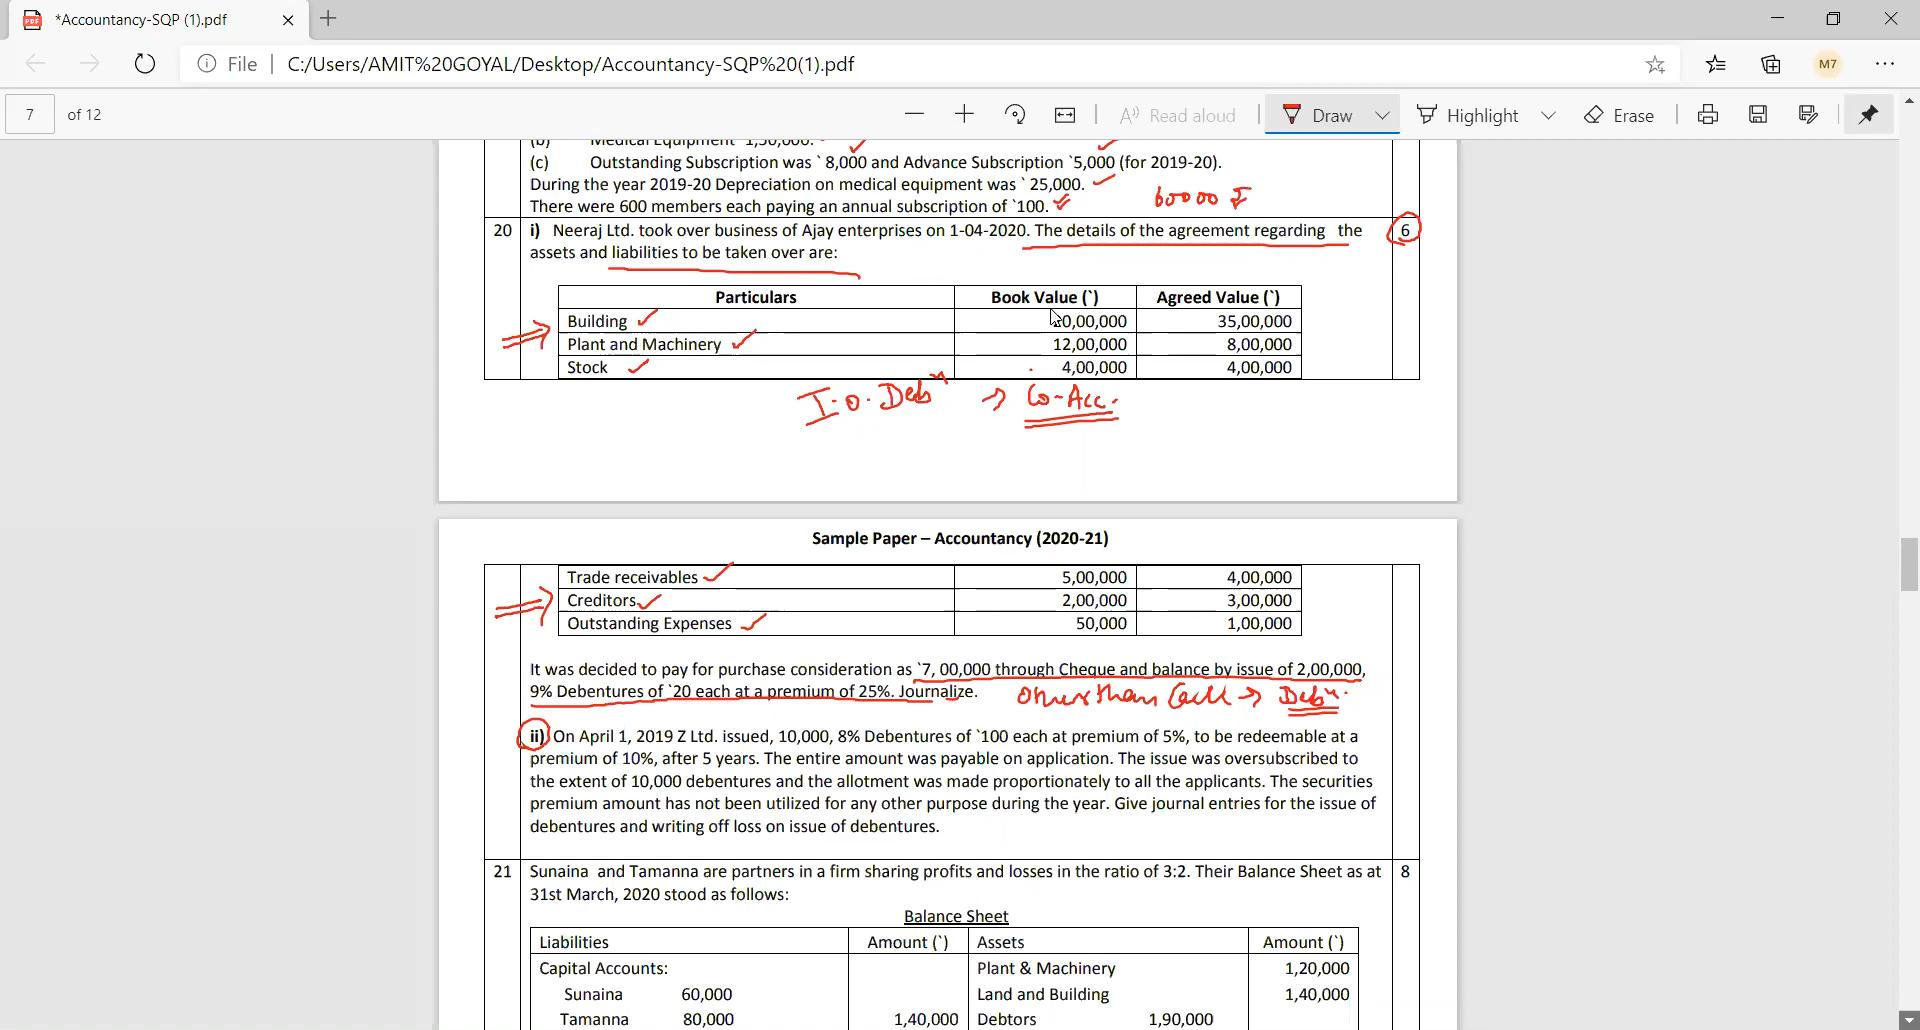 *Accountancy-SQP (1).pdf
File | C:/Users/AMIT%20GOYAL/Desktop/Accountancy-SQP%20(1).pdf
M7
7 of 12 Read aloud Draw Highlight Erase
(b) Medical Equipment `1,50,000.
(c) Outstanding Subscription was ` 8,000 and Advance Subscription `5,000 (for 2019-20).
During the year 2019-20 Depreciation on medical equipment was ` 25,000.
There were 600 members each paying an annual subscription of `100.
60000 ₹
20 i) Neeraj Ltd. took over business of Ajay enterprises on 1-04-2020. The details of the agreement regarding the 6
assets and liabilities to be taken over are:
Particulars Book Value (`) Agreed Value (`)
Building 0,00,000 35,00,000
Plant and Machinery 12,00,000 8,00,000
Stock 4,00,000 4,00,000
I.O. Debn → Co-Acc.
Sample Paper – Accountancy (2020-21)
Trade receivables 5,00,000 4,00,000
Creditors 2,00,000 3,00,000
Outstanding Expenses 50,000 1,00,000
It was decided to pay for purchase consideration as `7, 00,000 through Cheque and balance by issue of 2,00,000,
9% Debentures of `20 each at a premium of 25%. Journalize.
Other than Cash → Debn.
ii) On April 1, 2019 Z Ltd. issued, 10,000, 8% Debentures of `100 each at premium of 5%, to be redeemable at a
premium of 10%, after 5 years. The entire amount was payable on application. The issue was oversubscribed to
the extent of 10,000 debentures and the allotment was made proportionately to all the applicants. The securities
premium amount has not been utilized for any other purpose during the year. Give journal entries for the issue of
debentures and writing off loss on issue of debentures.
21 Sunaina and Tamanna are partners in a firm sharing profits and losses in the ratio of 3:2. Their Balance Sheet as at 8
31st March, 2020 stood as follows:
Balance Sheet
Liabilities Amount (`) Assets Amount (`)
Capital Accounts: Plant & Machinery 1,20,000
Sunaina 60,000 Land and Building 1,40,000
Tamanna 80,000 1,40,000 Debtors 1,90,000